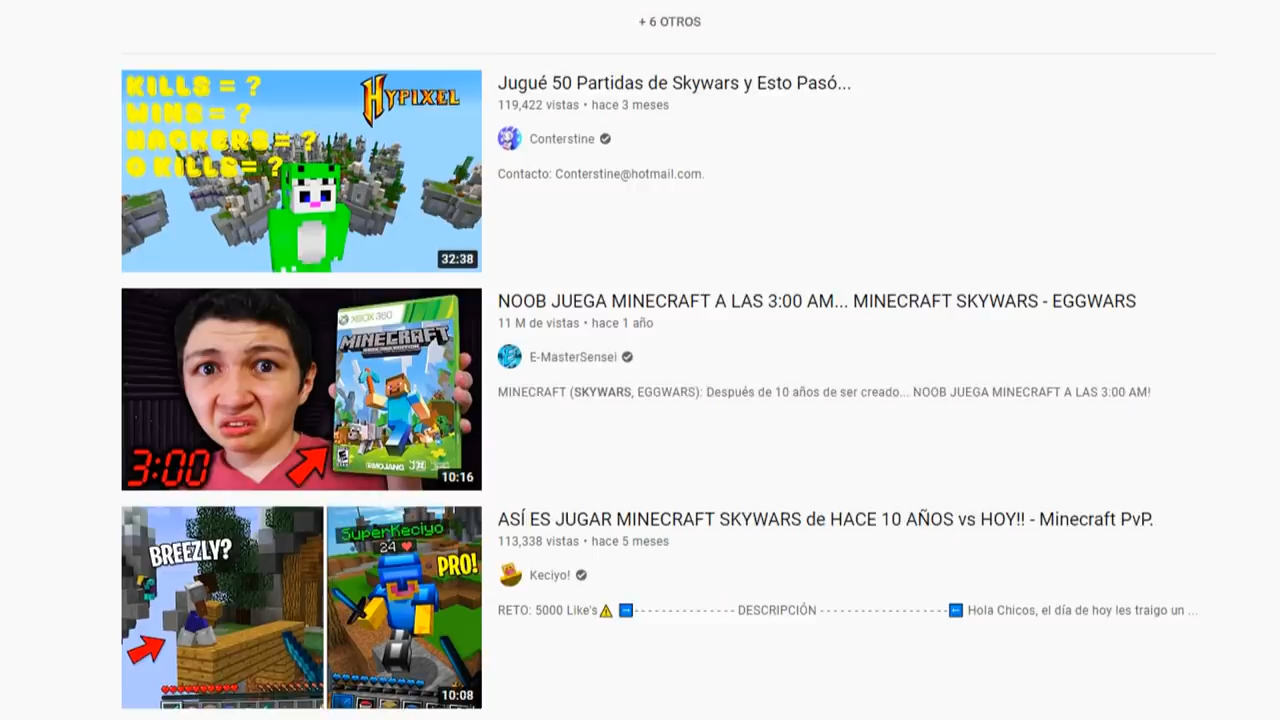 + 6 OTROS
KILLS = ?
WINS = ?
HACKERS = ?
0 KILLS= ?
HYPIXEL
32:38
Jugué 50 Partidas de Skywars y Esto Pasó...
119,422 vistas • hace 3 meses
Conterstine
Contacto: Conterstine@hotmail.com.
XBOX 360
MINECRAFT
MOJANG
3:00
10:16
NOOB JUEGA MINECRAFT A LAS 3:00 AM... MINECRAFT SKYWARS - EGGWARS
11 M de vistas • hace 1 año
E-MasterSensei
MINECRAFT (SKYWARS, EGGWARS): Después de 10 años de ser creado... NOOB JUEGA MINECRAFT A LAS 3:00 AM!
BREEZLY?
SuperKeciyo
24
PRO!
10:08
ASÍ ES JUGAR MINECRAFT SKYWARS de HACE 10 AÑOS vs HOY!! - Minecraft PvP.
113,338 vistas • hace 5 meses
Keciyo!
RETO: 5000 Like's⚠️ ➡️------------- DESCRIPCIÓN -----------------⬅️ Hola Chicos, el día de hoy les traigo un ...